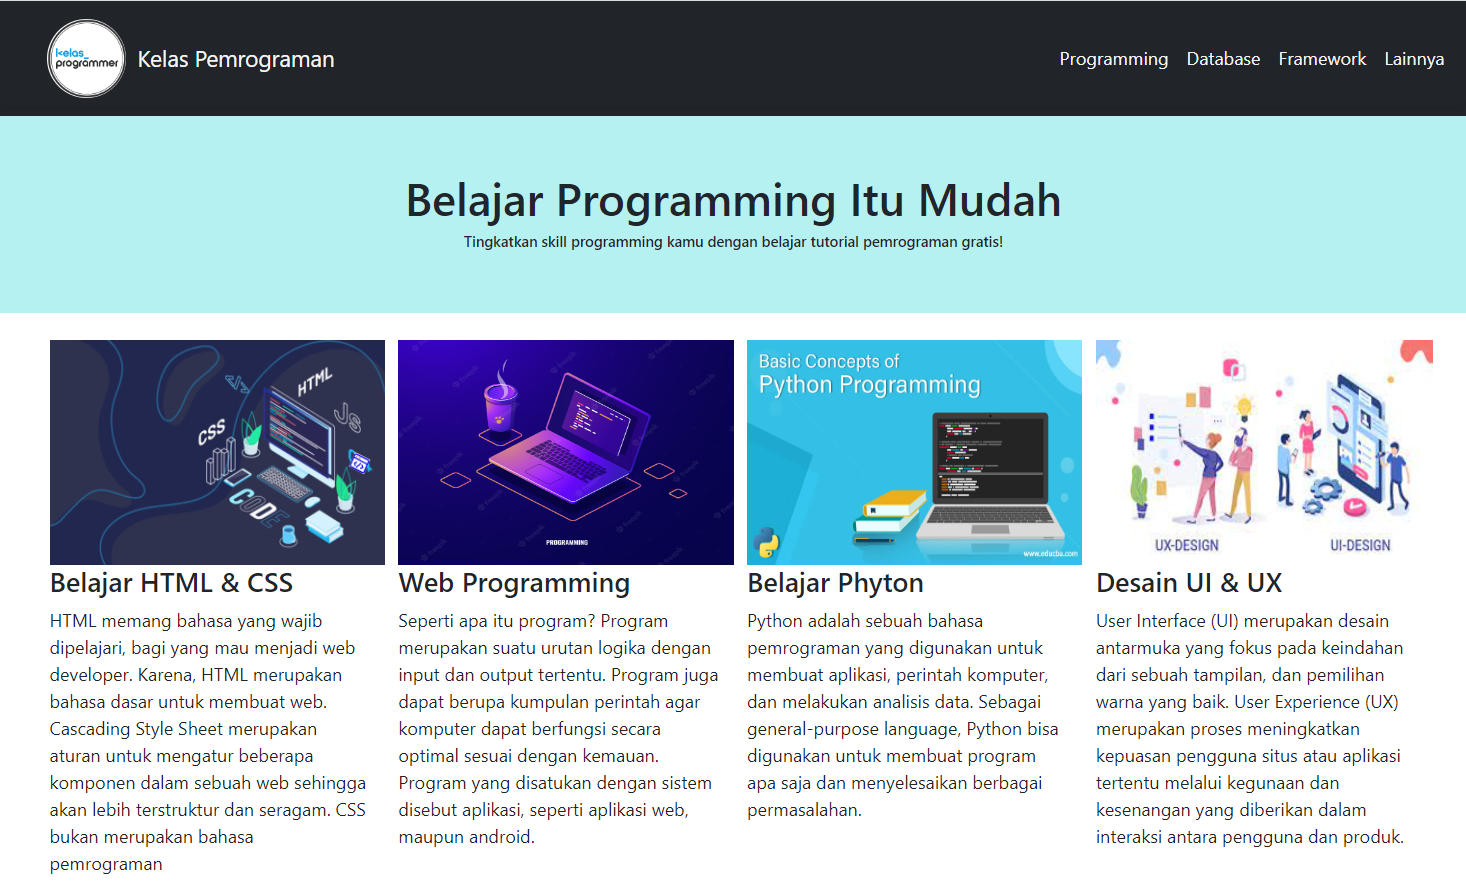 kelas_
programmer
Kelas Pemrograman
Programming Database Framework Lainnya
Belajar Programming Itu Mudah
Tingkatkan skill programming kamu dengan belajar tutorial pemrograman gratis!
HTML
JS
CSS
CODE
PROGRAMMING
Basic Concepts of
Python Programming
www.educba.com
UX-DESIGN
UI-DESIGN
Belajar HTML & CSS
HTML memang bahasa yang wajib
dipelajari, bagi yang mau menjadi web
developer. Karena, HTML merupakan
bahasa dasar untuk membuat web.
Cascading Style Sheet merupakan
aturan untuk mengatur beberapa
komponen dalam sebuah web sehingga
akan lebih terstruktur dan seragam. CSS
bukan merupakan bahasa
pemrograman
Web Programming
Seperti apa itu program? Program
merupakan suatu urutan logika dengan
input dan output tertentu. Program juga
dapat berupa kumpulan perintah agar
komputer dapat berfungsi secara
optimal sesuai dengan kemauan.
Program yang disatukan dengan sistem
disebut aplikasi, seperti aplikasi web,
maupun android.
Belajar Phyton
Python adalah sebuah bahasa
pemrograman yang digunakan untuk
membuat aplikasi, perintah komputer,
dan melakukan analisis data. Sebagai
general-purpose language, Python bisa
digunakan untuk membuat program
apa saja dan menyelesaikan berbagai
permasalahan.
Desain UI & UX
User Interface (UI) merupakan desain
antarmuka yang fokus pada keindahan
dari sebuah tampilan, dan pemilihan
warna yang baik. User Experience (UX)
merupakan proses meningkatkan
kepuasan pengguna situs atau aplikasi
tertentu melalui kegunaan dan
kesenangan yang diberikan dalam
interaksi antara pengguna dan produk.